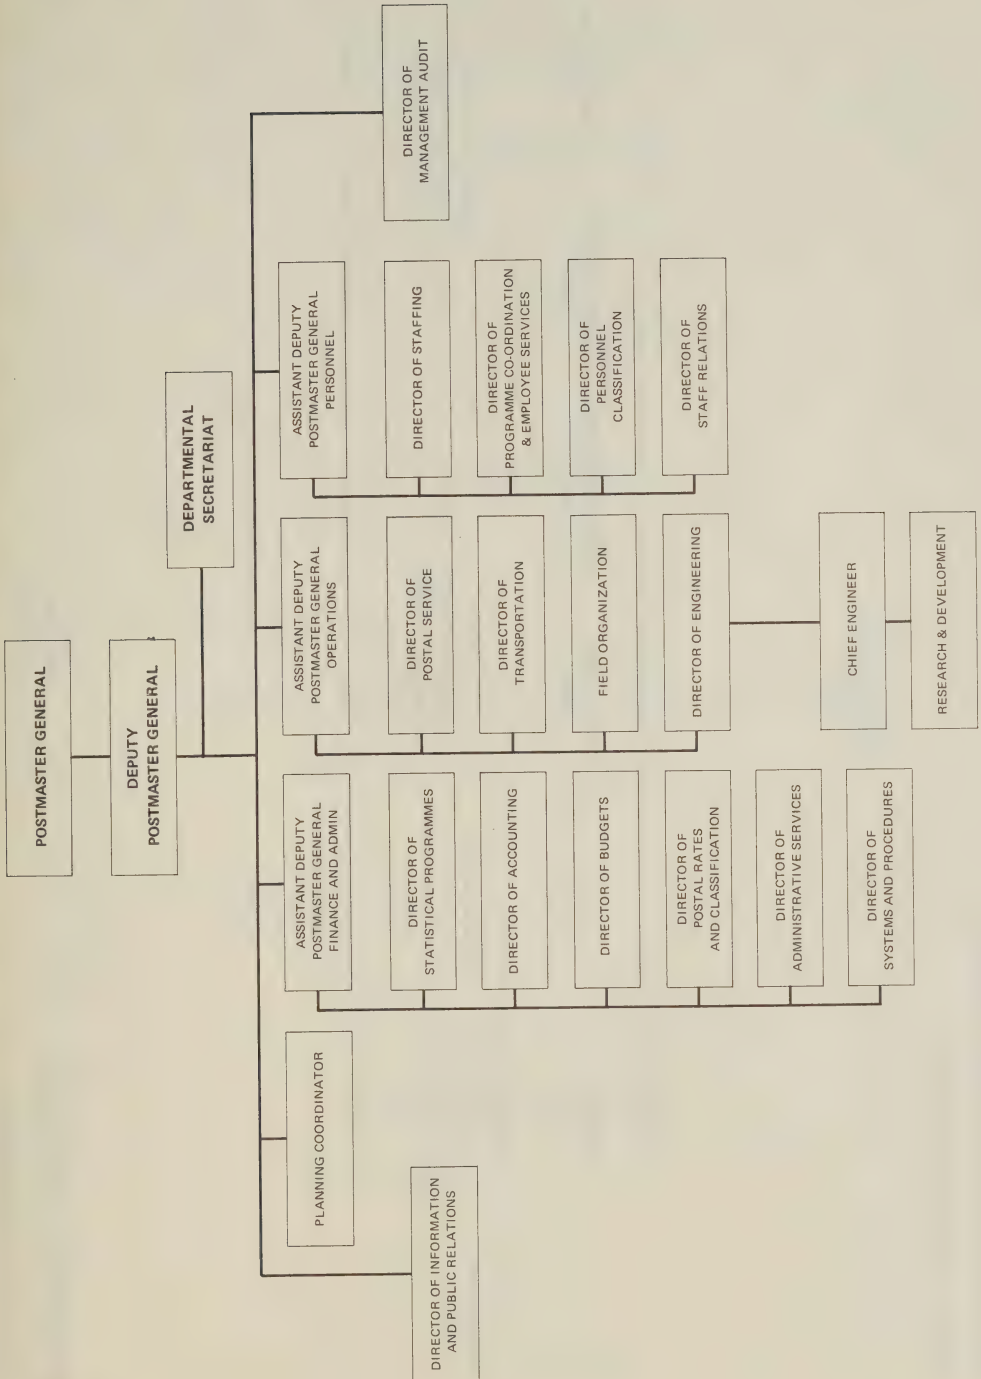 POSTMASTER GENERAL
DEPUTY
POSTMASTER GENERAL
DEPARTMENTAL
SECRETARIAT
DIRECTOR OF INFORMATION
AND PUBLIC RELATIONS
PLANNING COORDINATOR
ASSISTANT DEPUTY
POSTMASTER GENERAL
FINANCE AND ADMIN
DIRECTOR OF
STATISTICAL PROGRAMMES
DIRECTOR OF ACCOUNTING
DIRECTOR OF BUDGETS
DIRECTOR OF
POSTAL RATES
AND CLASSIFICATION
DIRECTOR OF
ADMINISTRATIVE SERVICES
DIRECTOR OF
SYSTEMS AND PROCEDURES
ASSISTANT DEPUTY
POSTMASTER GENERAL
OPERATIONS
DIRECTOR OF
POSTAL SERVICE
DIRECTOR OF
TRANSPORTATION
FIELD ORGANIZATION
DIRECTOR OF ENGINEERING
CHIEF ENGINEER
RESEARCH & DEVELOPMENT
ASSISTANT DEPUTY
POSTMASTER GENERAL
PERSONNEL
DIRECTOR OF STAFFING
DIRECTOR OF
PROGRAMME CO-ORDINATION
& EMPLOYEE SERVICES
DIRECTOR OF
PERSONNEL
CLASSIFICATION
DIRECTOR OF
STAFF RELATIONS
DIRECTOR OF
MANAGEMENT AUDIT